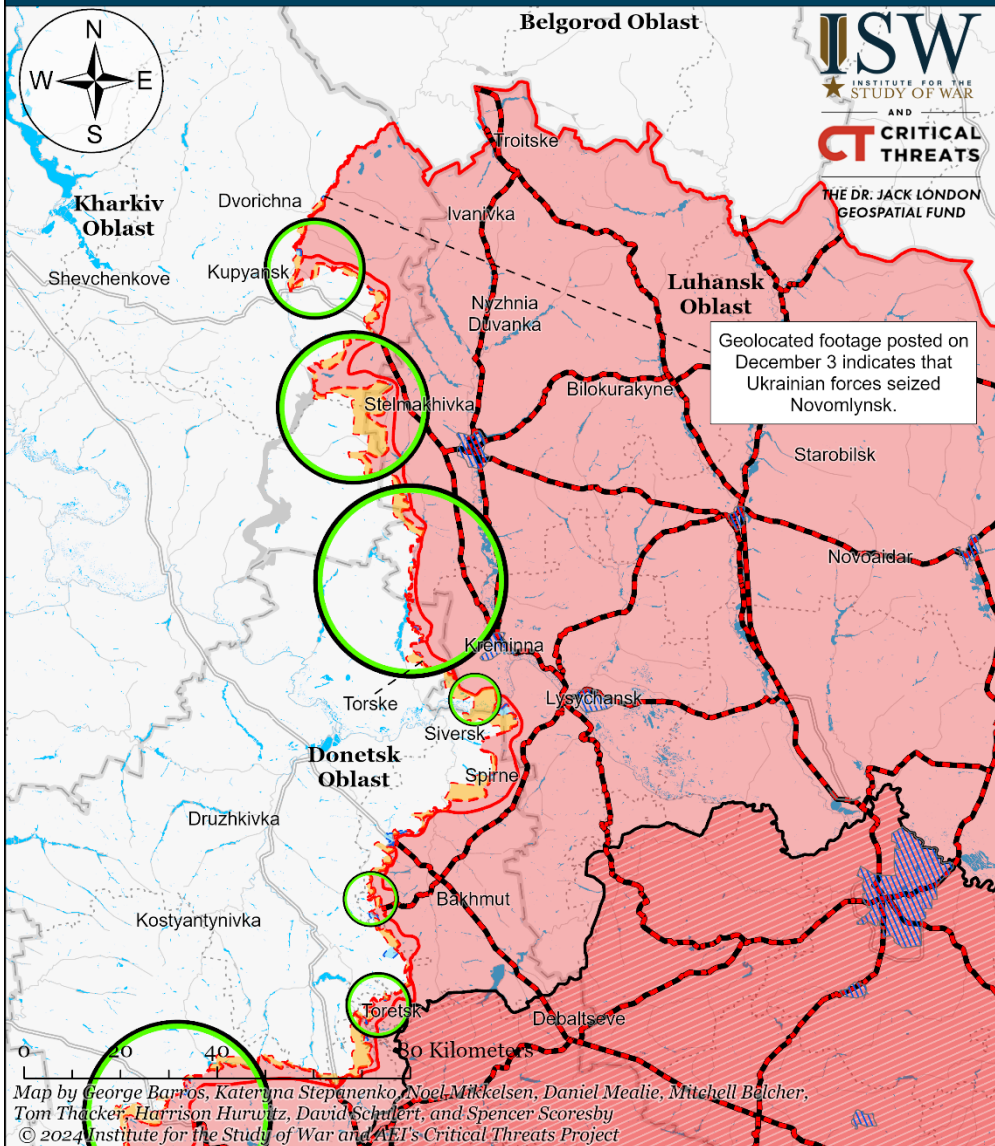 N
W E
S
Belgorod Oblast
ISW
INSTITUTE FOR THE
STUDY OF WAR
AND
CT CRITICAL
THREATS
THE DR. JACK LONDON
GEOSPATIAL FUND
Troitske
Kharkiv
Oblast
Dvorichna
Ivanivka
Shevchenkove
Kupyansk
Luhansk
Oblast
Nyzhnia
Duvanka
Geolocated footage posted on
December 3 indicates that
Ukrainian forces seized
Novomlynsk.
Bilokurakyne
Stelmakhivka
Starobilsk
Novoaidar
Kreminna
Torske
Lysychansk
Siversk
Donetsk
Oblast
Spirne
Druzhkivka
Bakhmut
Kostyantynivka
Toretsk
Debaltseve
0 20 40 80 Kilometers
Map by George Barros, Kateryna Stepanenko, Noel Mikkelsen, Daniel Mealie, Mitchell Belcher,
Tom Thacker, Harrison Hurwitz, David Schulert, and Spencer Scoresby
© 2024 Institute for the Study of War and AEI's Critical Threats Project